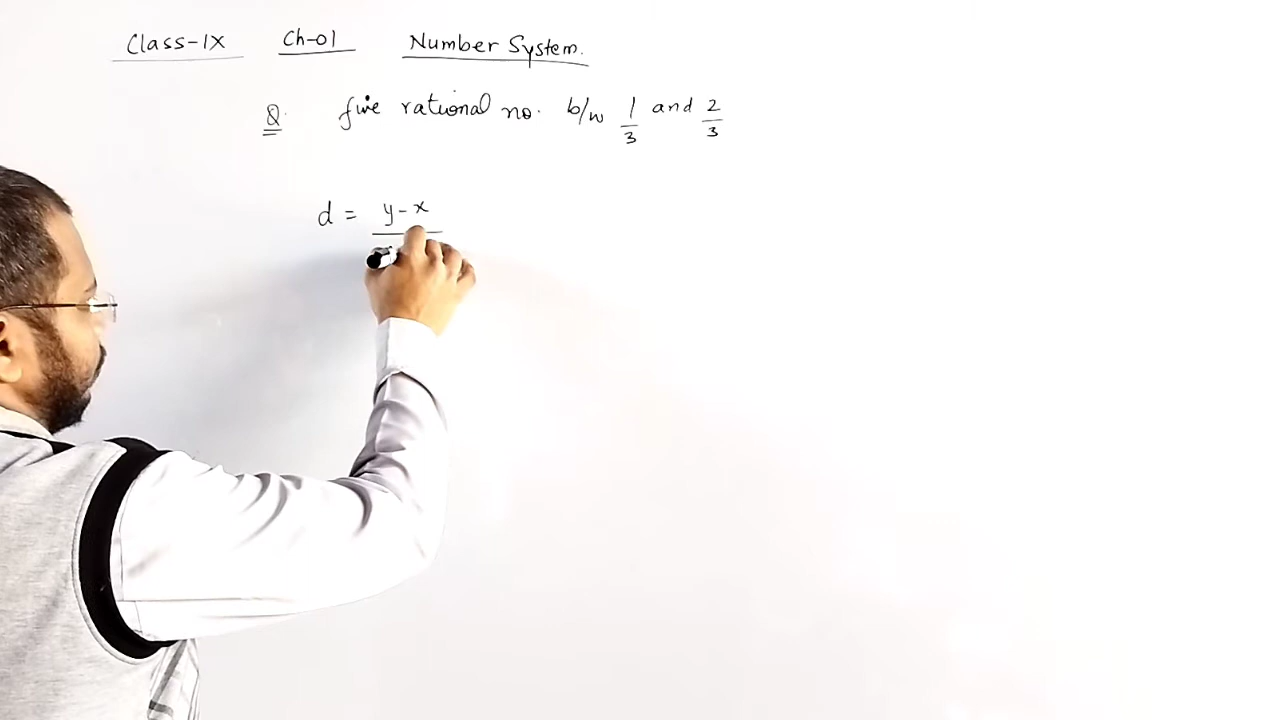 Class-IX Ch-01 Number System.
Q. five rational no. b/w 1/3 and 2/3
d = y-x